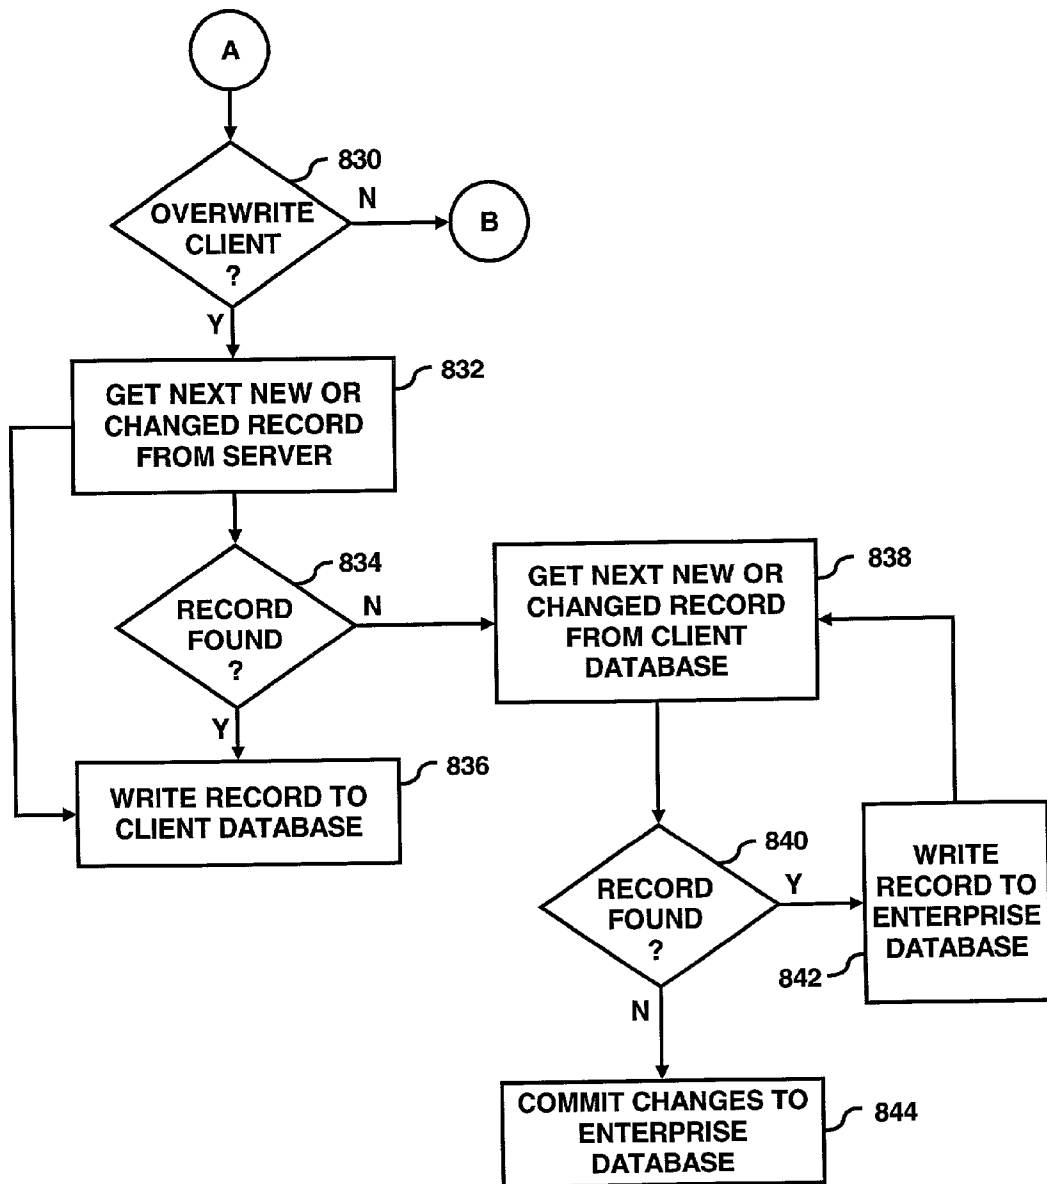 A
830
OVERWRITE
CLIENT
?
N
B
Y
832
GET NEXT NEW OR
CHANGED RECORD
FROM SERVER
834
RECORD
FOUND
?
N
Y
836
WRITE RECORD TO
CLIENT DATABASE
838
GET NEXT NEW OR
CHANGED RECORD
FROM CLIENT
DATABASE
840
RECORD
FOUND
?
Y
N
WRITE
RECORD TO
ENTERPRISE
DATABASE
842
COMMIT CHANGES TO
ENTERPRISE
DATABASE
844